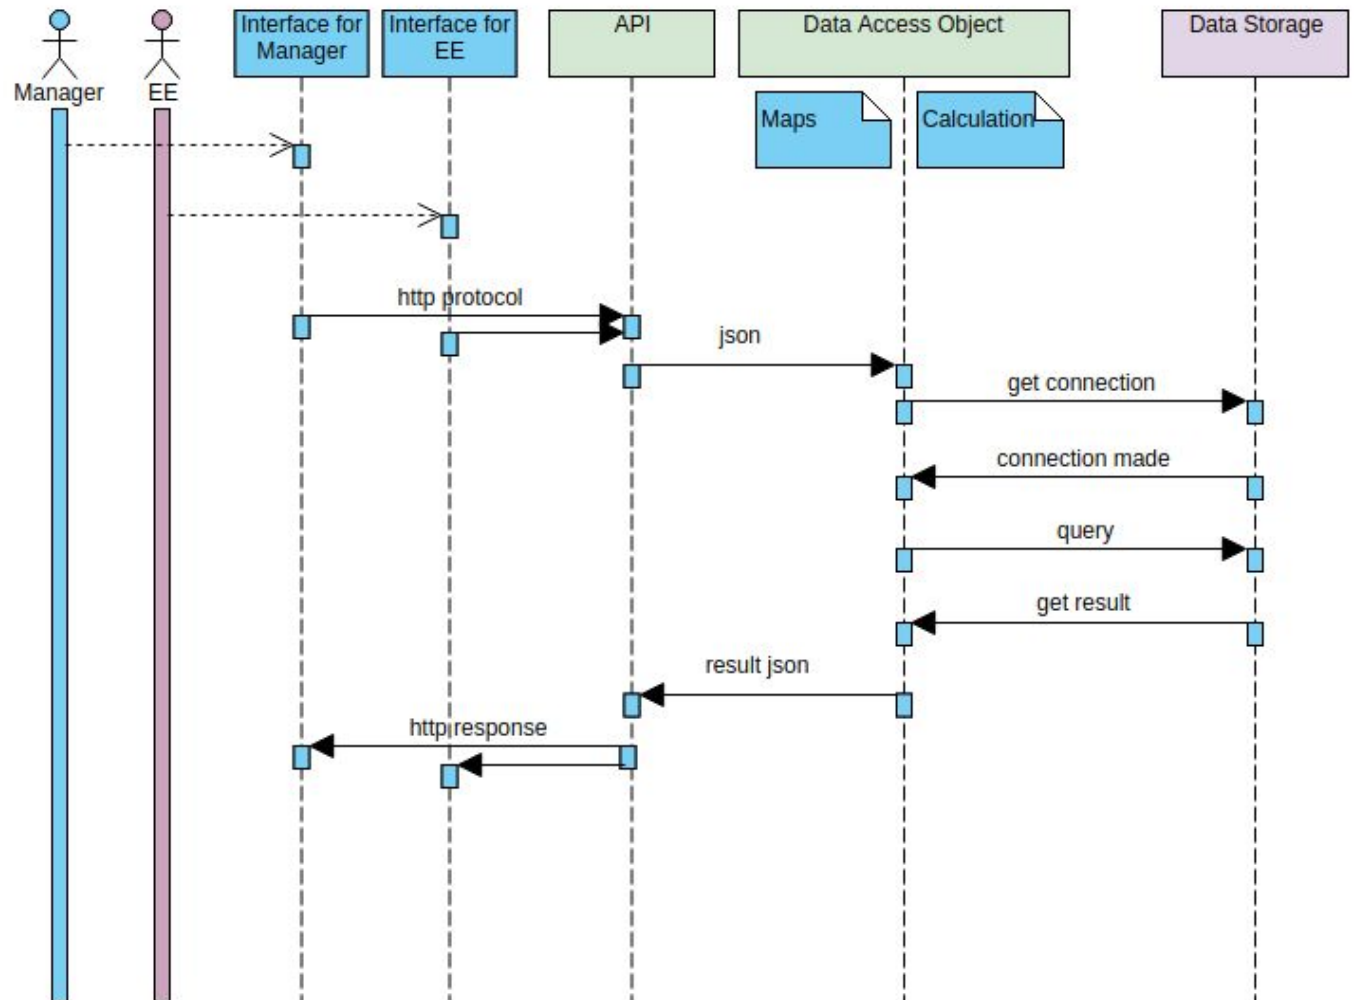 Manager
EE
Interface for
Manager
Interface for
EE
API
Data Access Object
Data Storage
Maps
Calculation
http protocol
json
get connection
connection made
query
get result
result json
http response